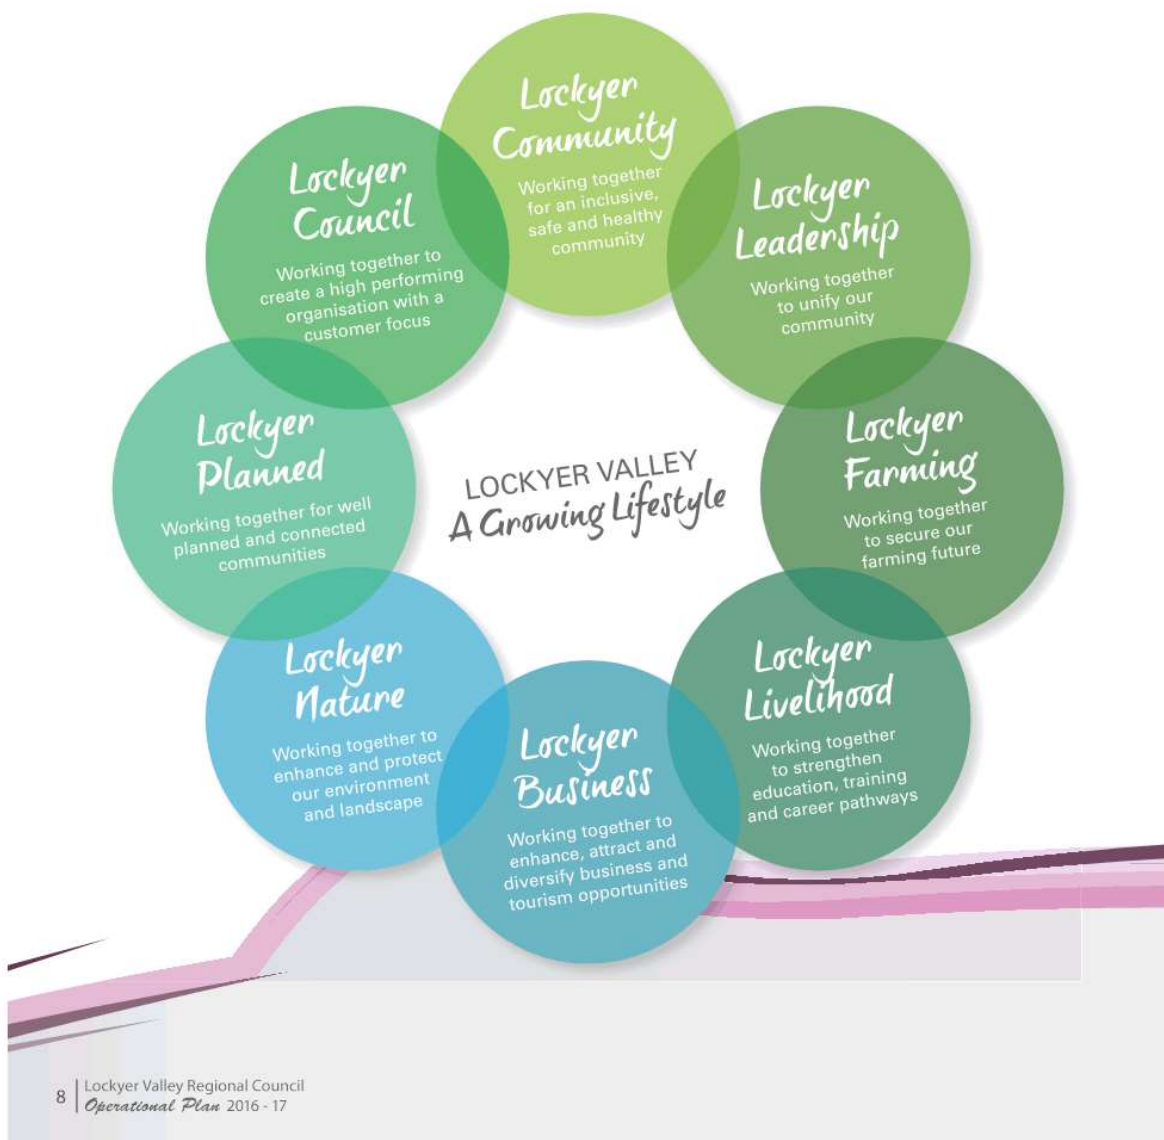 Lockyer
Community
Working together
for an inclusive,
safe and healthy
community
Lockyer
Leadership
Working together
to unify our
community
Lockyer
Farming
Working together
to secure our
farming future
Lockyer
Livelihood
Working together
to strengthen
education, training
and career pathways
Lockyer
Business
Working together to
enhance, attract and
diversify business and
tourism opportunities
Lockyer
Nature
Working together to
enhance and protect
our environment
and landscape
Lockyer
Planned
Working together for well
planned and connected
communities
Lockyer
Council
Working together to
create a high performing
organisation with a
customer focus
LOCKYER VALLEY
A Growing Lifestyle
8
Lockyer Valley Regional Council
Operational Plan 2016 - 17